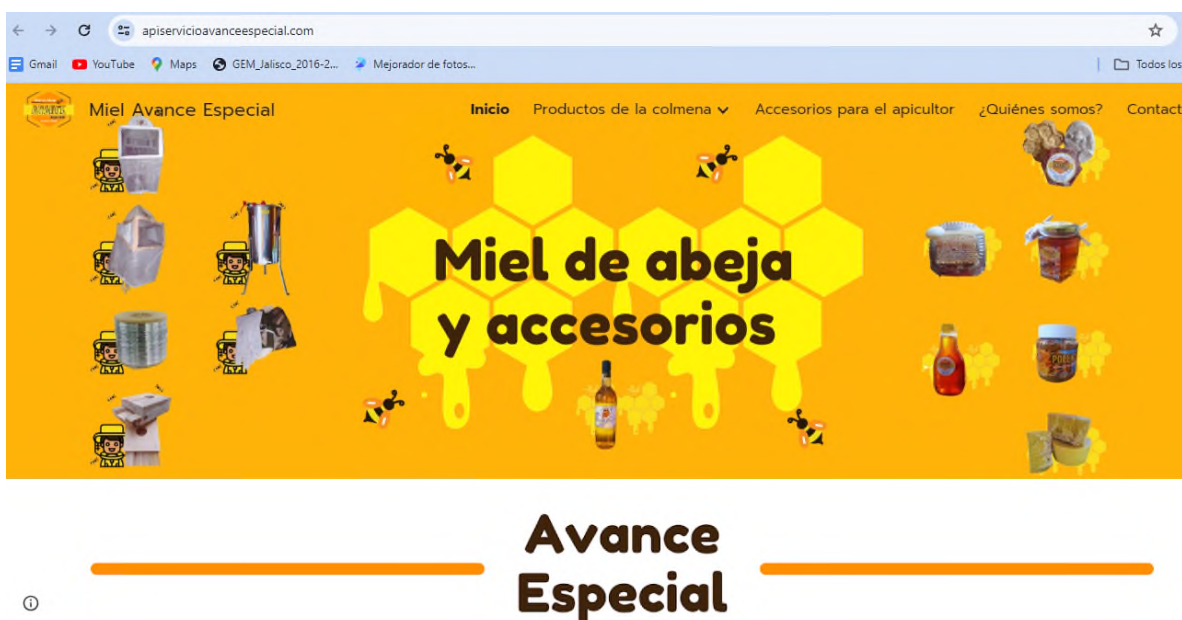 apiservicioavanceespecial.com
Gmail YouTube Maps GEM_Jalisco_2016-2... Mejorador de fotos... Todos los
Miel Avance Especial Inicio Productos de la colmena Accesorios para el apicultor ¿Quiénes somos? Contact
Miel de abeja
y accesorios
Avance
Especial